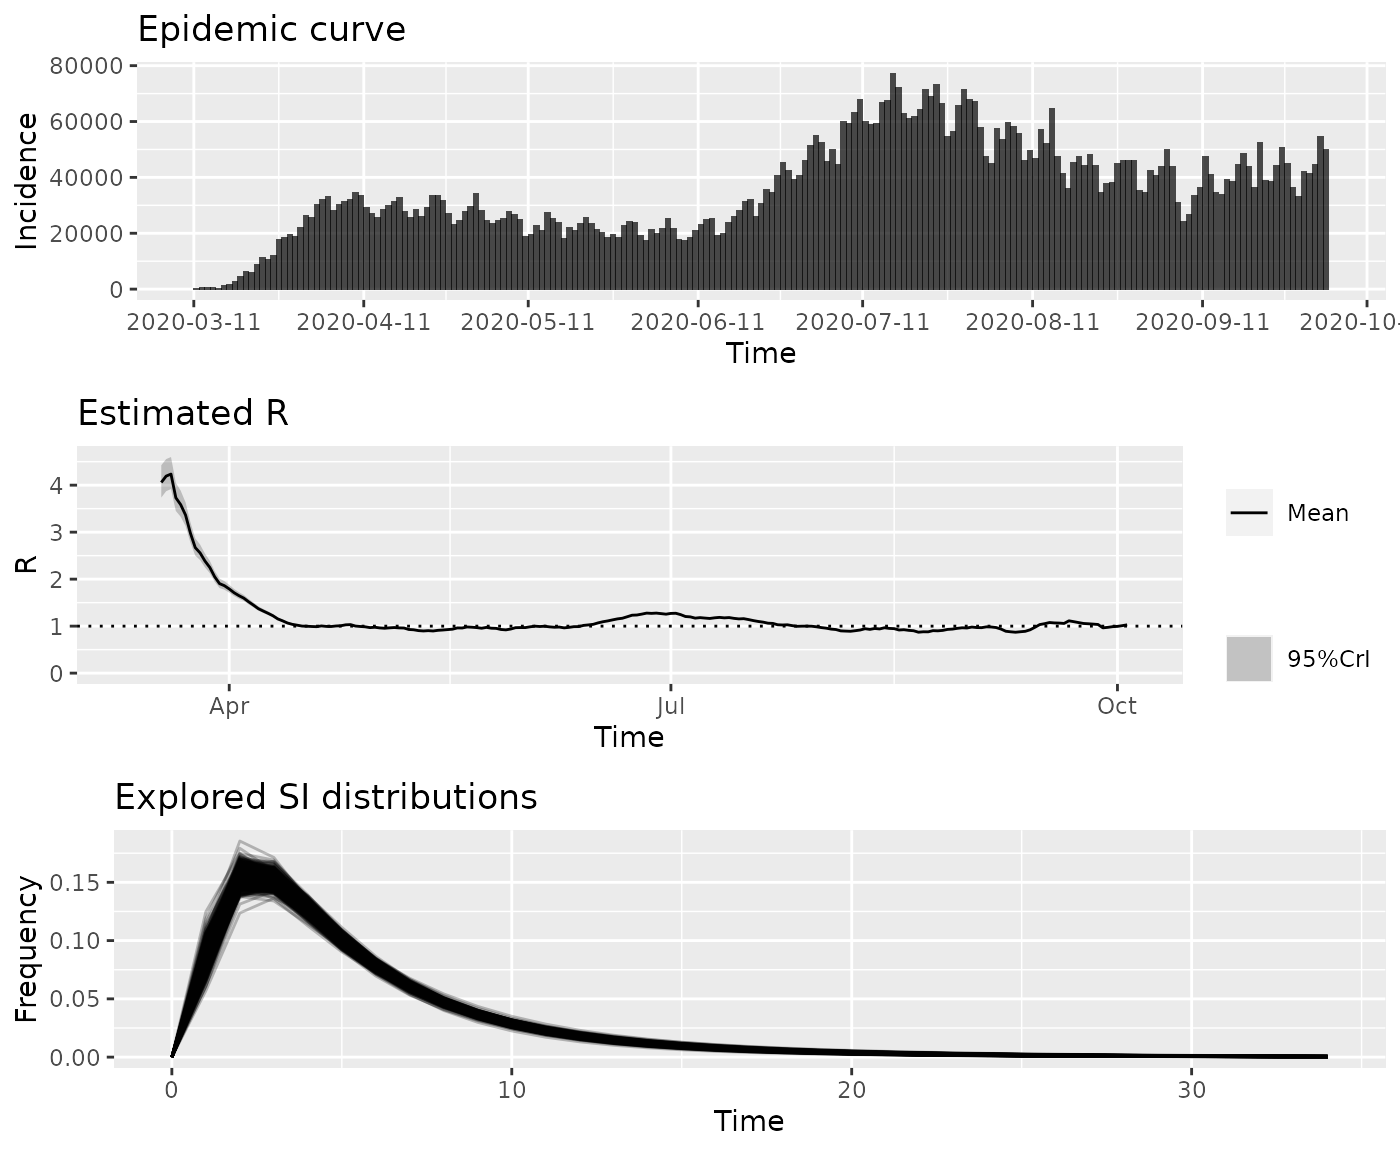 Epidemic curve
80000
60000
40000
20000
0
Incidence
2020-03-11 2020-04-11 2020-05-11 2020-06-11 2020-07-11 2020-08-11 2020-09-11 2020-10-
Time
Estimated R
4
3
2
1
0
R
Apr Jul Oct
Time
Mean
95%CrI
Explored SI distributions
0.15
0.10
0.05
0.00
Frequency
0 10 20 30
Time